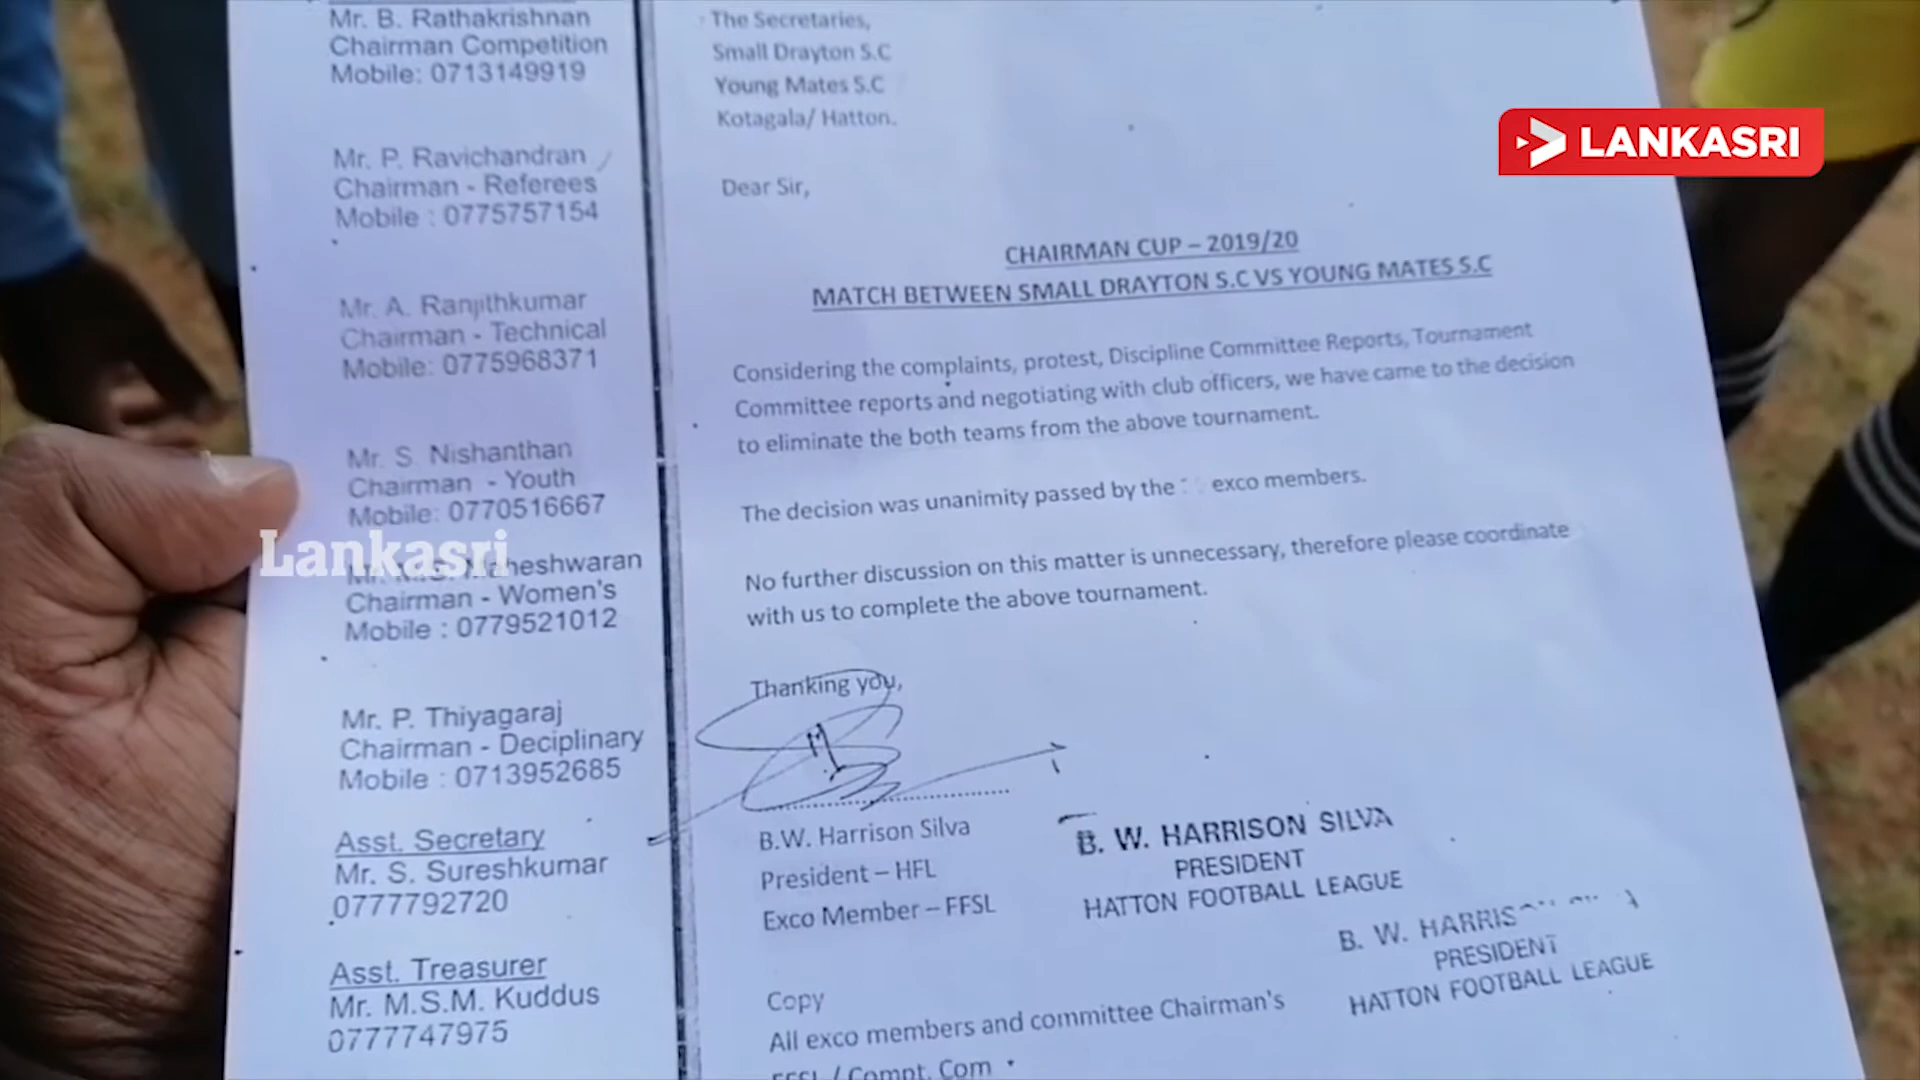 Mr. B. Rathakrishnan
Chairman Competition
Mobile: 0713149919
Mr. P. Ravichandran
Chairman - Referees
Mobile : 0775757154
Mr. A. Ranjithkumar
Chairman - Technical
Mobile: 0775968371
Mr. S. Nishanthan
Chairman - Youth
Mobile: 0770516667
Lankasri
Chairman - Women's
Mobile : 0779521012
Mr. P. Thiyagaraj
Chairman - Deciplinary
Mobile : 0713952685
Asst. Secretary
Mr. S. Sureshkumar
0777792720
Asst. Treasurer
Mr. M.S.M. Kuddus
0777747975
The Secretaries,
Small Drayton S.C
Young Mates S.C
Kotagala/ Hatton.
LANKASRI
Dear Sir,
CHAIRMAN CUP – 2019/20
MATCH BETWEEN SMALL DRAYTON S.C VS YOUNG MATES S.C
Considering the complaints, protest, Discipline Committee Reports, Tournament
Committee reports and negotiating with club officers, we have came to the decision
to eliminate the both teams from the above tournament.
The decision was unanimity passed by the exco members.
No further discussion on this matter is unnecessary, therefore please coordinate
with us to complete the above tournament.
Thanking you,
B.W. Harrison Silva
President – HFL
Exco Member – FFSL
B. W. HARRISON SILVA
PRESIDENT
HATTON FOOTBALL LEAGUE
B. W.
PRESIDENT
HATTON FOOTBALL LEAGUE
Copy
All exco members and committee Chairman's
FFSL / Compt. Com